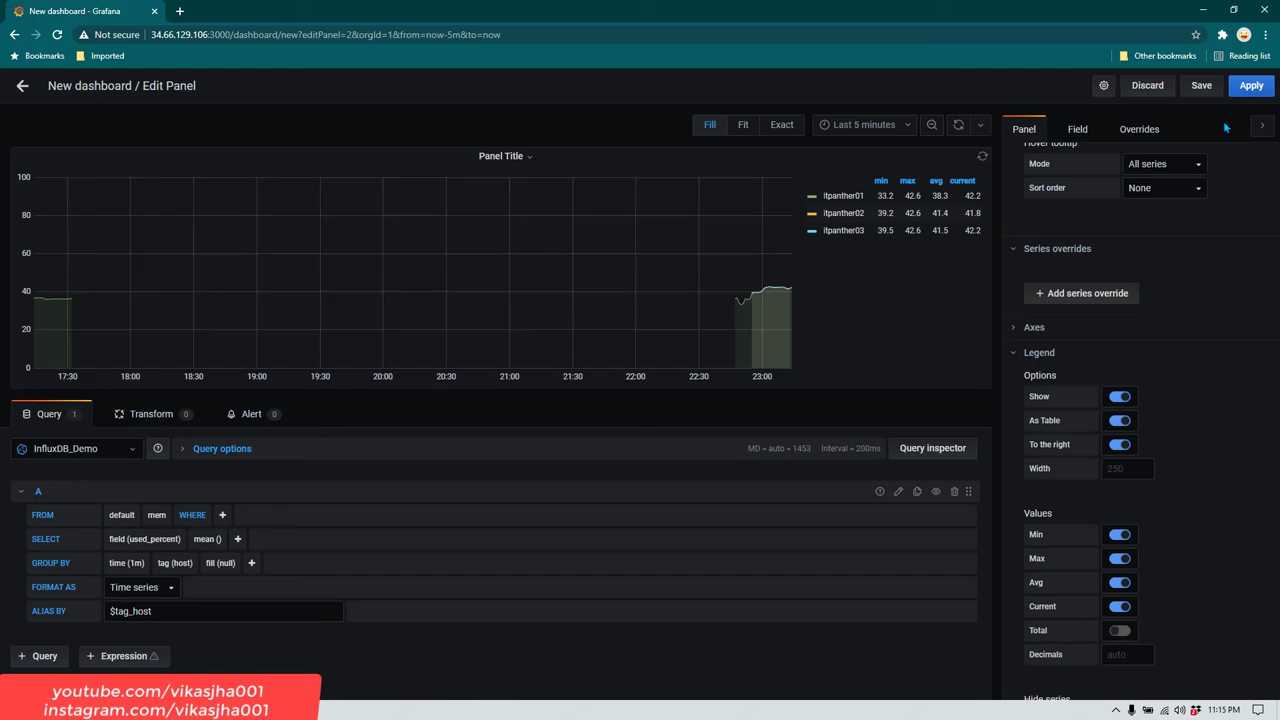 New dashboard - Grafana
Not secure 34.66.129.106:3000/dashboard/new?editPanel=2&orgId=1&from=now-5m&to=now
Bookmarks Imported Other bookmarks Reading list
New dashboard / Edit Panel Discard Save Apply
Fill Fit Exact Last 5 minutes
Panel Field Overrides
Hover tooltip
Mode All series
Sort order None
Panel Title
100
80
60
40
20
0
17:30 18:00 18:30 19:00 19:30 20:00 20:30 21:00 21:30 22:00 22:30 23:00
min max avg current
itpanther01 33.2 42.6 38.3 42.2
itpanther02 39.2 42.6 41.4 41.8
itpanther03 39.5 42.6 41.5 42.2
Series overrides
+ Add series override
Axes
Legend
Options
Show
As Table
To the right
Width 250
Values
Min
Max
Avg
Current
Total
Decimals auto
Hide series
Query 1 Transform 0 Alert 0
InfluxDB_Demo Query options MD = auto = 1453 Interval = 200ms Query inspector
A
FROM default mem WHERE +
SELECT field (used_percent) mean () +
GROUP BY time (1m) tag (host) fill (null) +
FORMAT AS Time series
ALIAS BY $tag_host
+ Query + Expression
youtube.com/vikasjha001
instagram.com/vikasjha001
11:15 PM